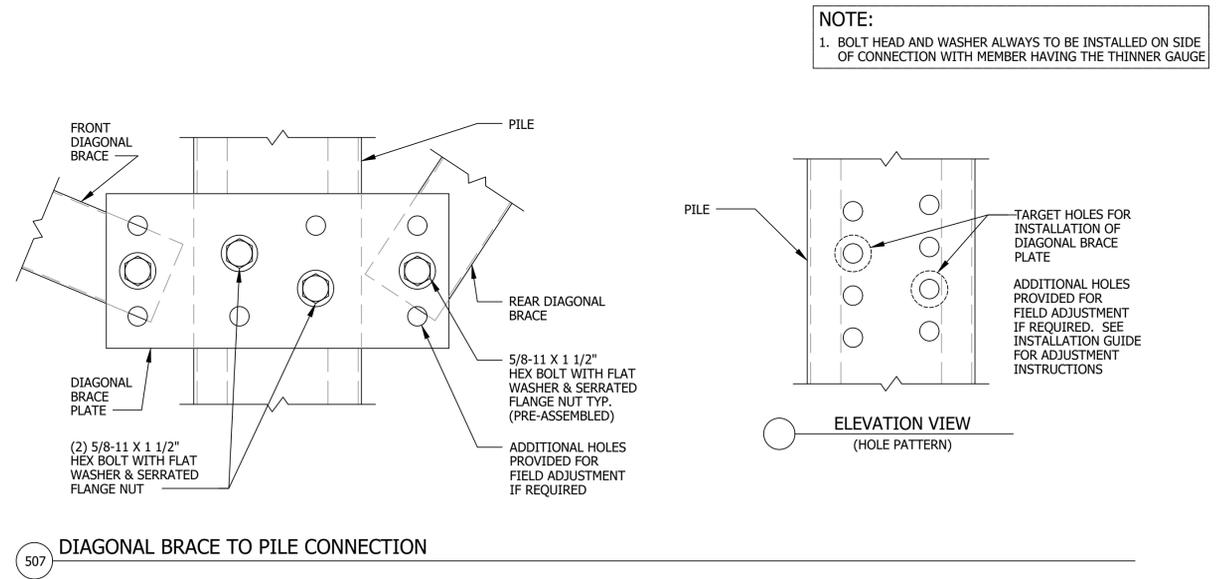 NOTE:
1. BOLT HEAD AND WASHER ALWAYS TO BE INSTALLED ON SIDE
OF CONNECTION WITH MEMBER HAVING THE THINNER GAUGE
FRONT
DIAGONAL
BRACE
PILE
REAR DIAGONAL
BRACE
5/8-11 X 1 1/2"
HEX BOLT WITH FLAT
WASHER & SERRATED
FLANGE NUT TYP.
(PRE-ASSEMBLED)
DIAGONAL
BRACE
PLATE
(2) 5/8-11 X 1 1/2"
HEX BOLT WITH FLAT
WASHER & SERRATED
FLANGE NUT
ADDITIONAL HOLES
PROVIDED FOR
FIELD ADJUSTMENT
IF REQUIRED
PILE
TARGET HOLES FOR
INSTALLATION OF
DIAGONAL BRACE
PLATE
ADDITIONAL HOLES
PROVIDED FOR
FIELD ADJUSTMENT
IF REQUIRED. SEE
INSTALLATION GUIDE
FOR ADJUSTMENT
INSTRUCTIONS
ELEVATION VIEW
(HOLE PATTERN)
507 DIAGONAL BRACE TO PILE CONNECTION